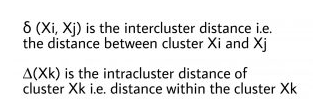 δ (Xi, Xj) is the intercluster distance i.e.
the distance between cluster Xi and Xj
Δ(Xk) is the intracluster distance of
cluster Xk i.e. distance within the cluster Xk